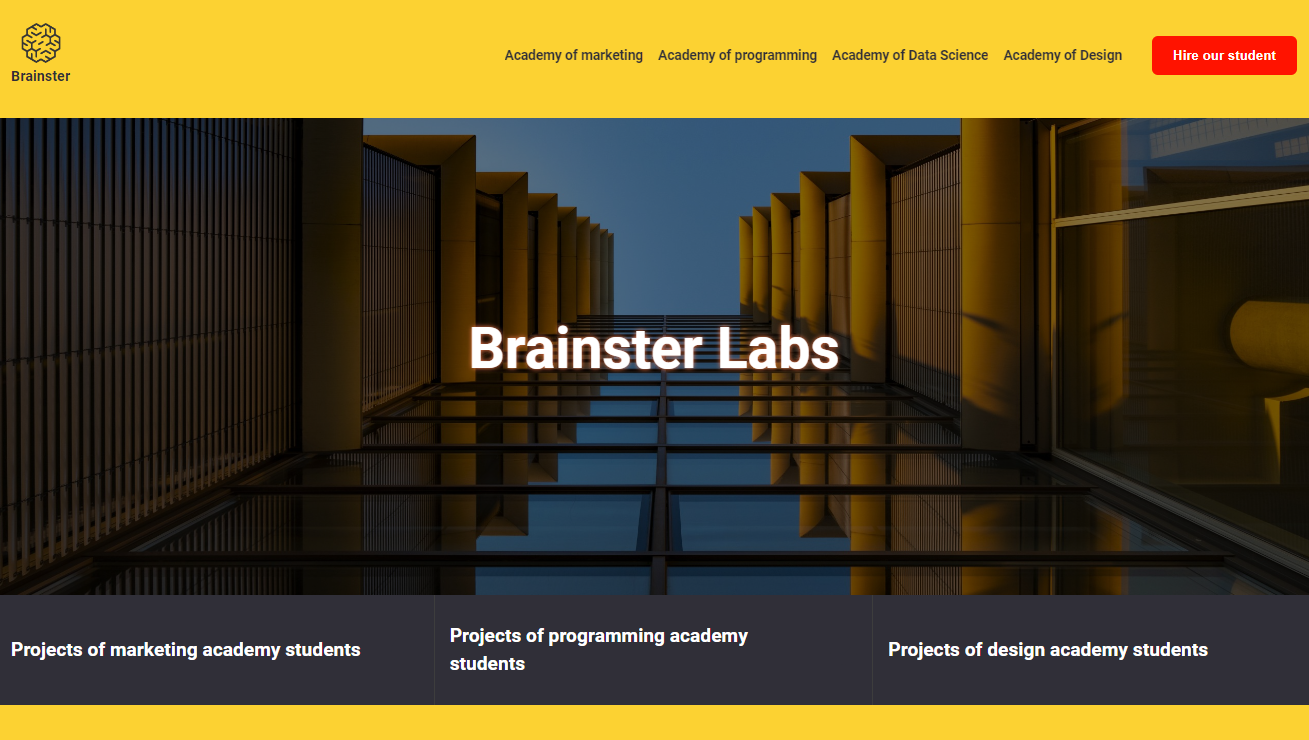 Brainster
Academy of marketing
Academy of programming
Academy of Data Science
Academy of Design
Hire our student
Brainster Labs
Projects of marketing academy students
Projects of programming academy
students
Projects of design academy students